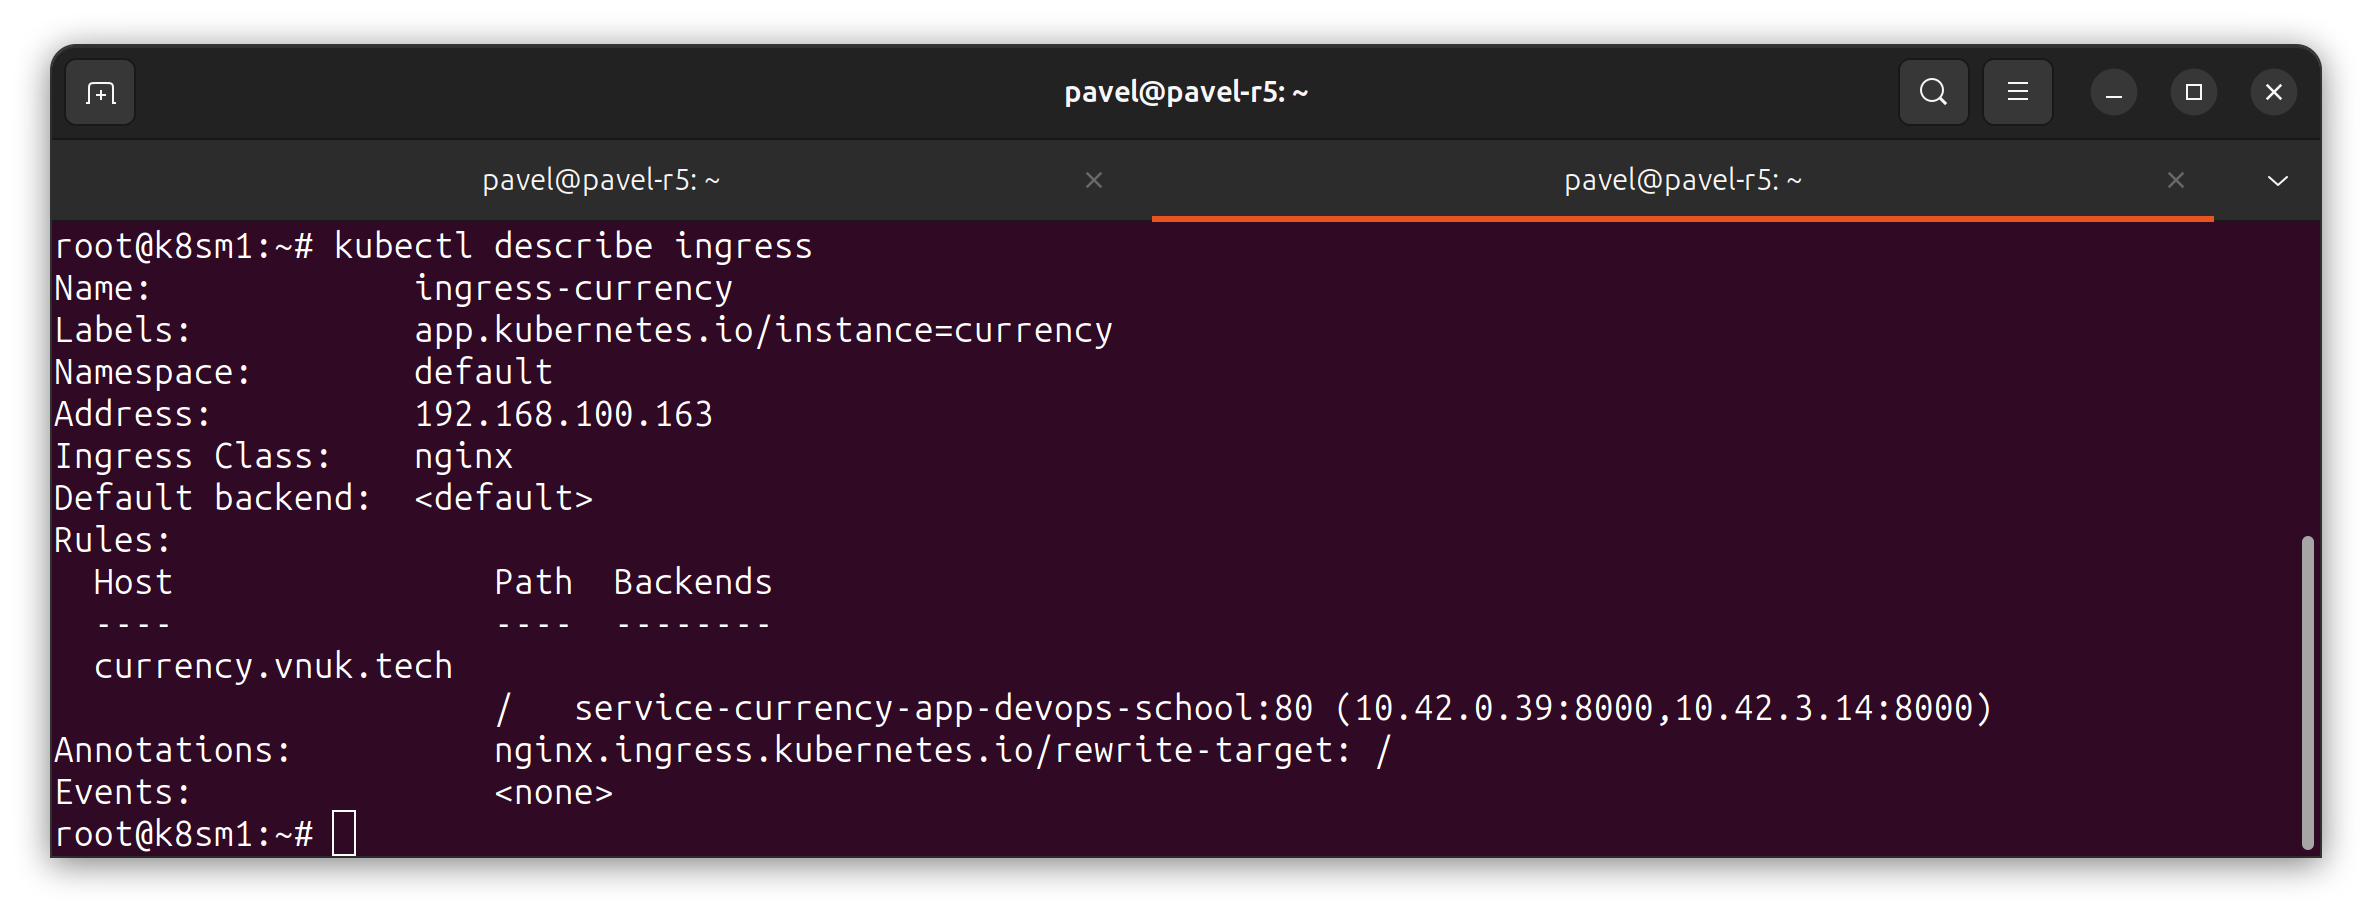 pavel@pavel-r5: ~
pavel@pavel-r5: ~ pavel@pavel-r5: ~
root@k8sm1:~# kubectl describe ingress
Name:             ingress-currency
Labels:           app.kubernetes.io/instance=currency
Namespace:        default
Address:          192.168.100.163
Ingress Class:    nginx
Default backend:  <default>
Rules:
  Host                Path  Backends
  ----                ----  --------
  currency.vnuk.tech
                      /   service-currency-app-devops-school:80 (10.42.0.39:8000,10.42.3.14:8000)
Annotations:          nginx.ingress.kubernetes.io/rewrite-target: /
Events:               <none>
root@k8sm1:~#